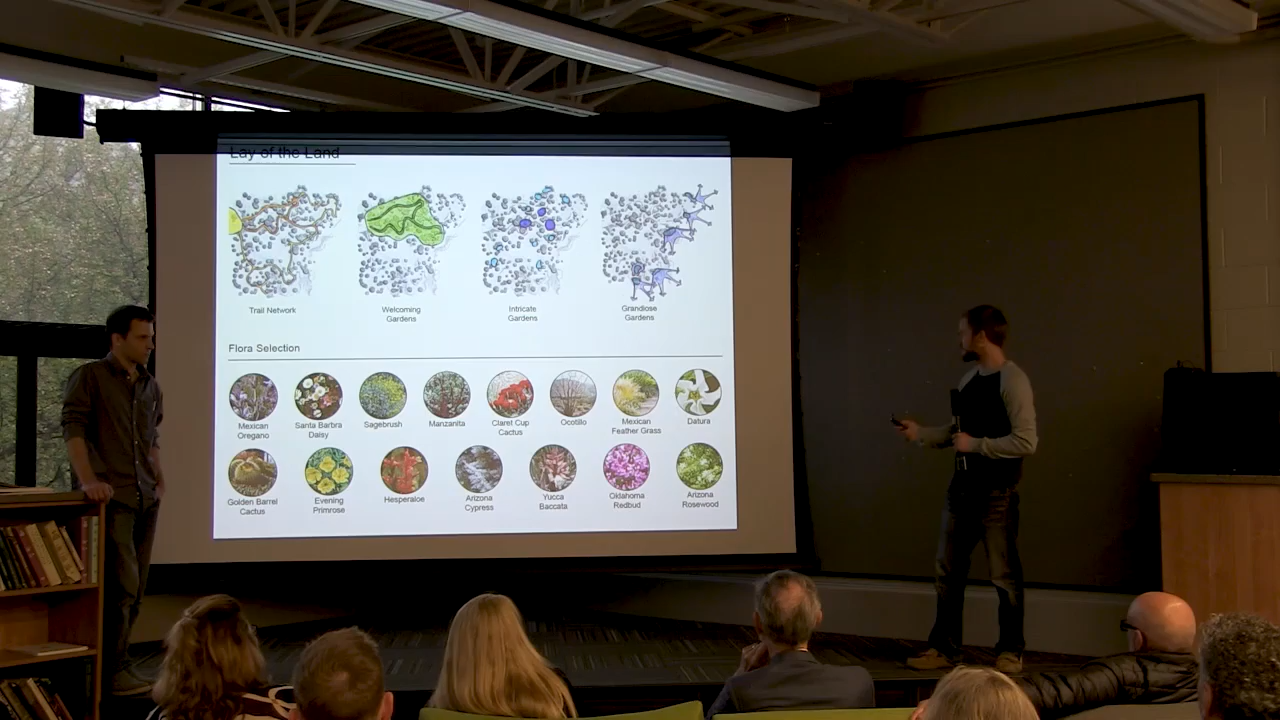 Lay of the Land
Trail Network
Welcoming
Gardens
Intricate
Gardens
Grandiose
Gardens
Flora Selection
Mexican
Oregano
Santa Barbra
Daisy
Sagebrush
Manzanita
Claret Cup
Cactus
Ocotillo
Mexican
Feather Grass
Datura
Golden Barrel
Cactus
Evening
Primrose
Hesperaloe
Arizona
Cypress
Yucca
Baccata
Oklahoma
Redbud
Arizona
Rosewood